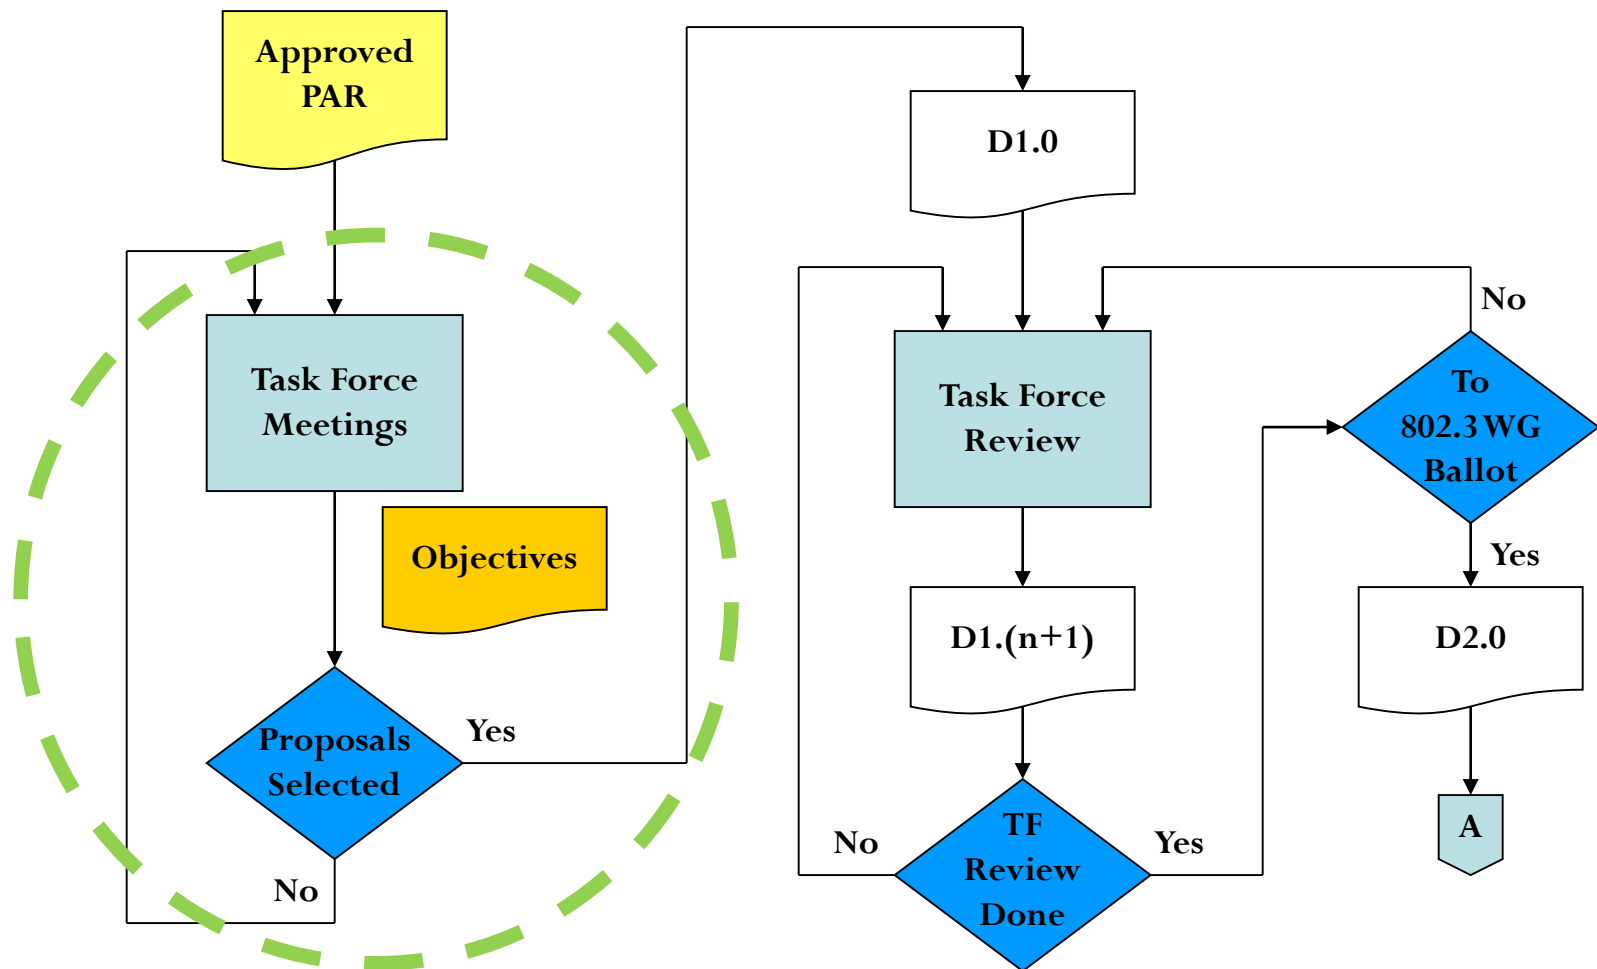 Approved
PAR
Task Force
Meetings
Objectives
Proposals
Selected
Yes
No
D1.0
Task Force
Review
D1.(n+1)
TF
Review
Done
No
Yes
No
To
802.3 WG
Ballot
Yes
D2.0
A